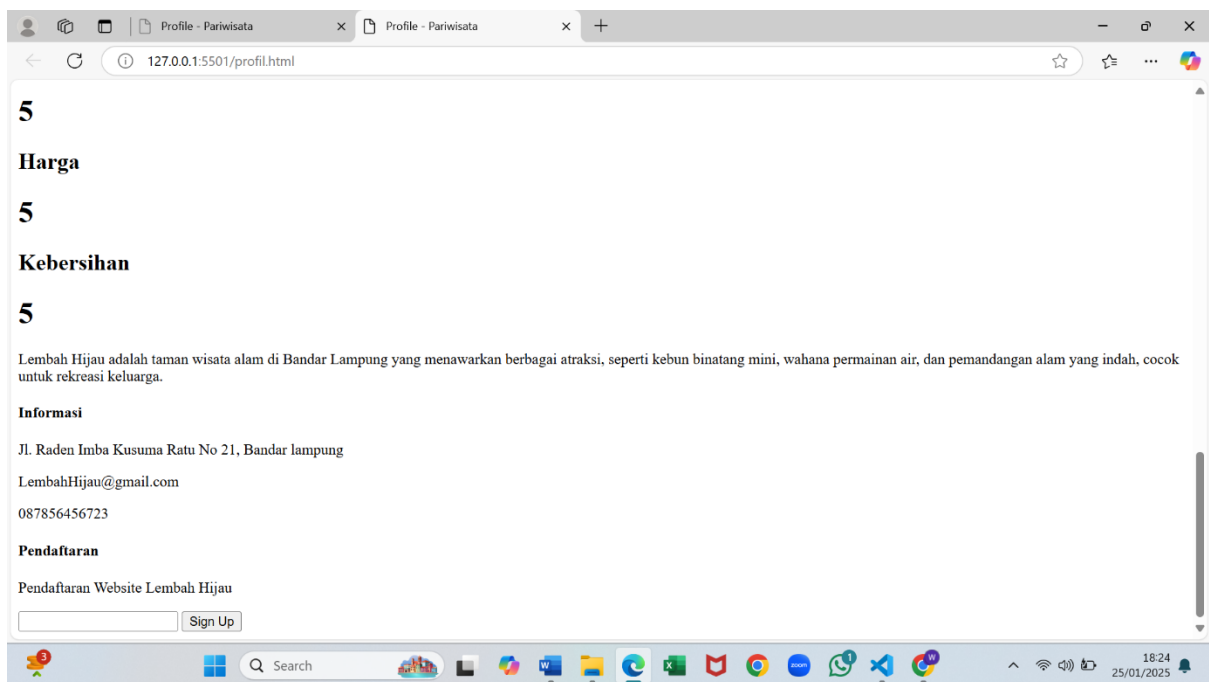 Profile - Pariwisata
Profile - Pariwisata
127.0.0.1:5501/profil.html
5
Harga
5
Kebersihan
5
Lembah Hijau adalah taman wisata alam di Bandar Lampung yang menawarkan berbagai atraksi, seperti kebun binatang mini, wahana permainan air, dan pemandangan alam yang indah, cocok
untuk rekreasi keluarga.
Informasi
Jl. Raden Imba Kusuma Ratu No 21, Bandar lampung
LembahHijau@gmail.com
087856456723
Pendaftaran
Pendaftaran Website Lembah Hijau
Sign Up
3
Search
zoom
1
W
18:24
25/01/2025